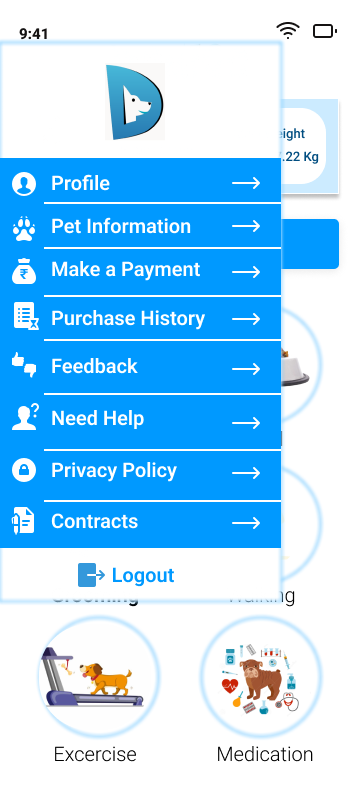 9:41
eight
.22 Kg
Profile
Pet Information
Make a Payment
Purchase History
Feedback
Need Help
Privacy Policy
Contracts
Logout
Grooming
Walking
Excercise
Medication